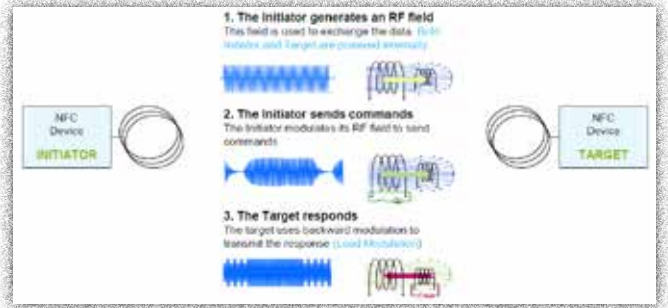 1. The Initiator generates an RF field
This field is used to exchange the data. Both
Initiator and Target are powered internally.
NFC
Device
INITIATOR
2. The Initiator sends commands
The Initiator modulates its RF field to send
commands
NFC
Device
TARGET
3. The Target responds
The target uses backward modulation to
transmit the response (Load Modulation)